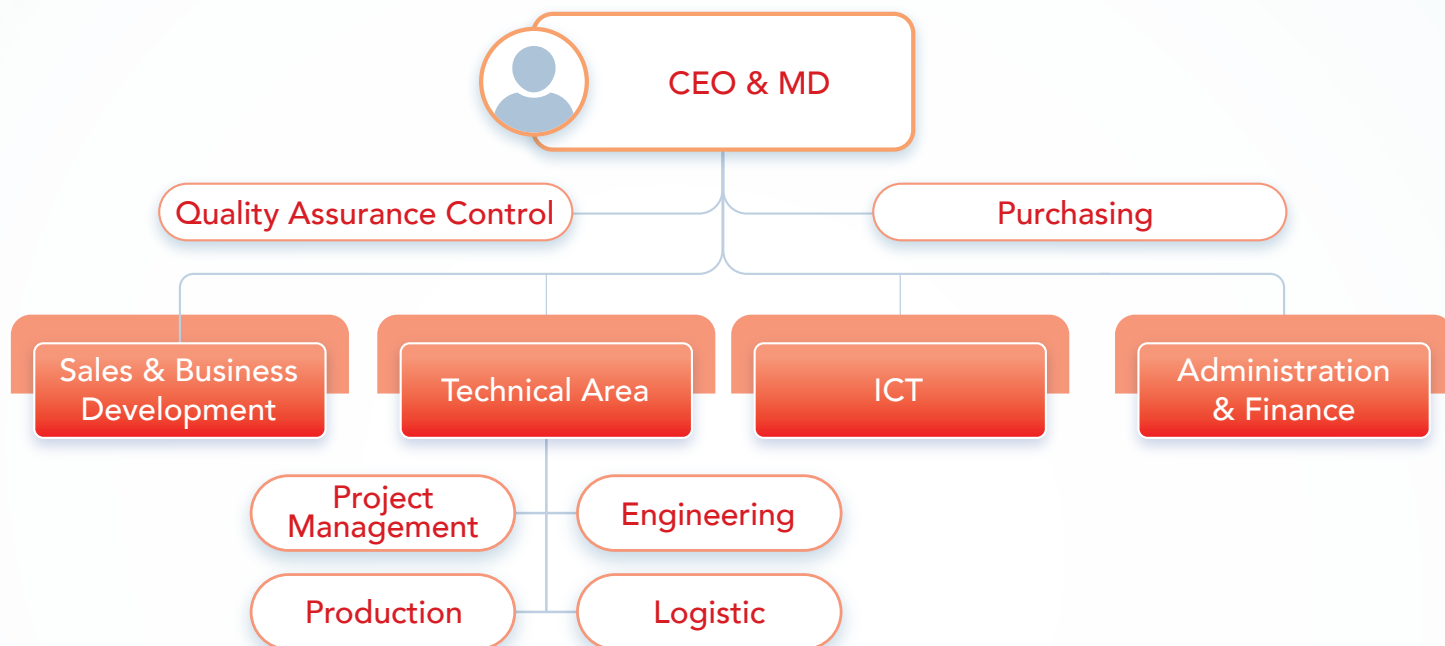 CEO & MD
Quality Assurance Control
Purchasing
Sales & Business
Development
Technical Area
ICT
Administration
& Finance
Project
Management
Engineering
Production
Logistic